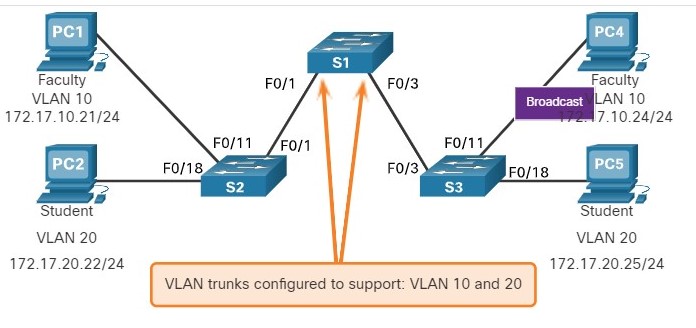 PC1
Faculty
VLAN 10
172.17.10.21/24
PC2
Student
VLAN 20
172.17.20.22/24
F0/11
F0/18
F0/1
S2
F0/1
S1
F0/3
F0/3
F0/11
F0/18
S3
Broadcast
PC4
Faculty
VLAN 10
172.17.10.24/24
PC5
Student
VLAN 20
172.17.20.25/24
VLAN trunks configured to support: VLAN 10 and 20